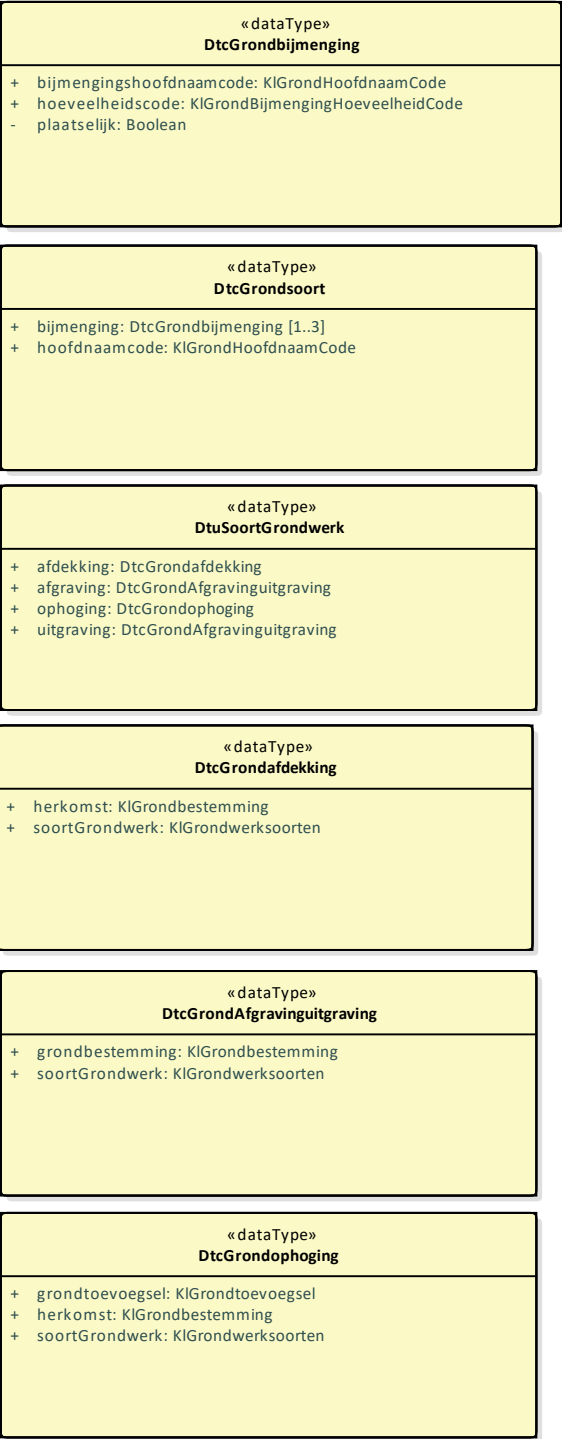 «dataType»
DtcGrondbijmenging
+ bijmengingshoofdnaamcode: KlGrondHoofdnaamCode
+ hoeveelheidscode: KlGrondBijmengingHoeveelheidCode
- plaatselijk: Boolean
«dataType»
DtcGrondsoort
+ bijmenging: DtcGrondbijmenging [1..3]
+ hoofdnaamcode: KlGrondHoofdnaamCode
«dataType»
DtuSoortGrondwerk
+ afdekking: DtcGrondafdekking
+ afgraving: DtcGrondAfgravinguitgraving
+ ophoging: DtcGrondophoging
+ uitgraving: DtcGrondAfgravinguitgraving
«dataType»
DtcGrondafdekking
+ herkomst: KlGrondbestemming
+ soortGrondwerk: KlGrondwerksoorten
«dataType»
DtcGrondAfgravinguitgraving
+ grondbestemming: KlGrondbestemming
+ soortGrondwerk: KlGrondwerksoorten
«dataType»
DtcGrondophoging
+ grondtoevoegsel: KlGrondtoevoegsel
+ herkomst: KlGrondbestemming
+ soortGrondwerk: KlGrondwerksoorten